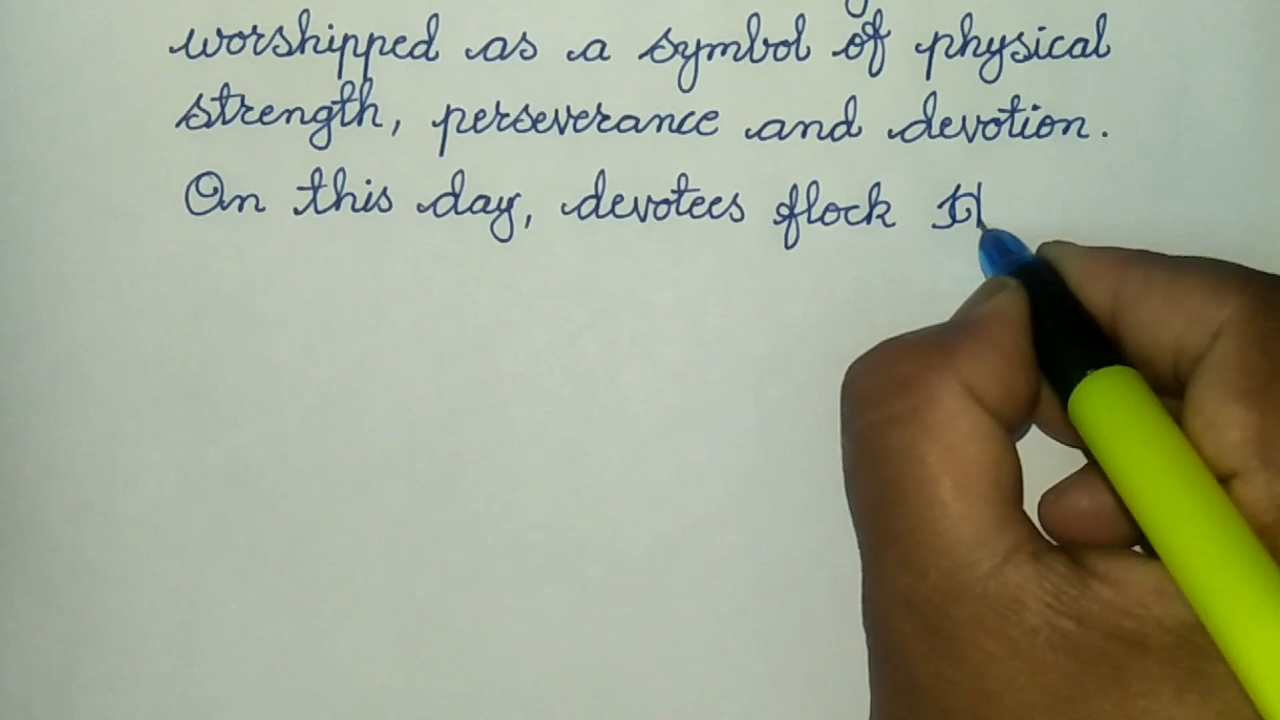 worshipped as a symbol of physical
strength, perseverance and devotion.
On this day, devotees flock